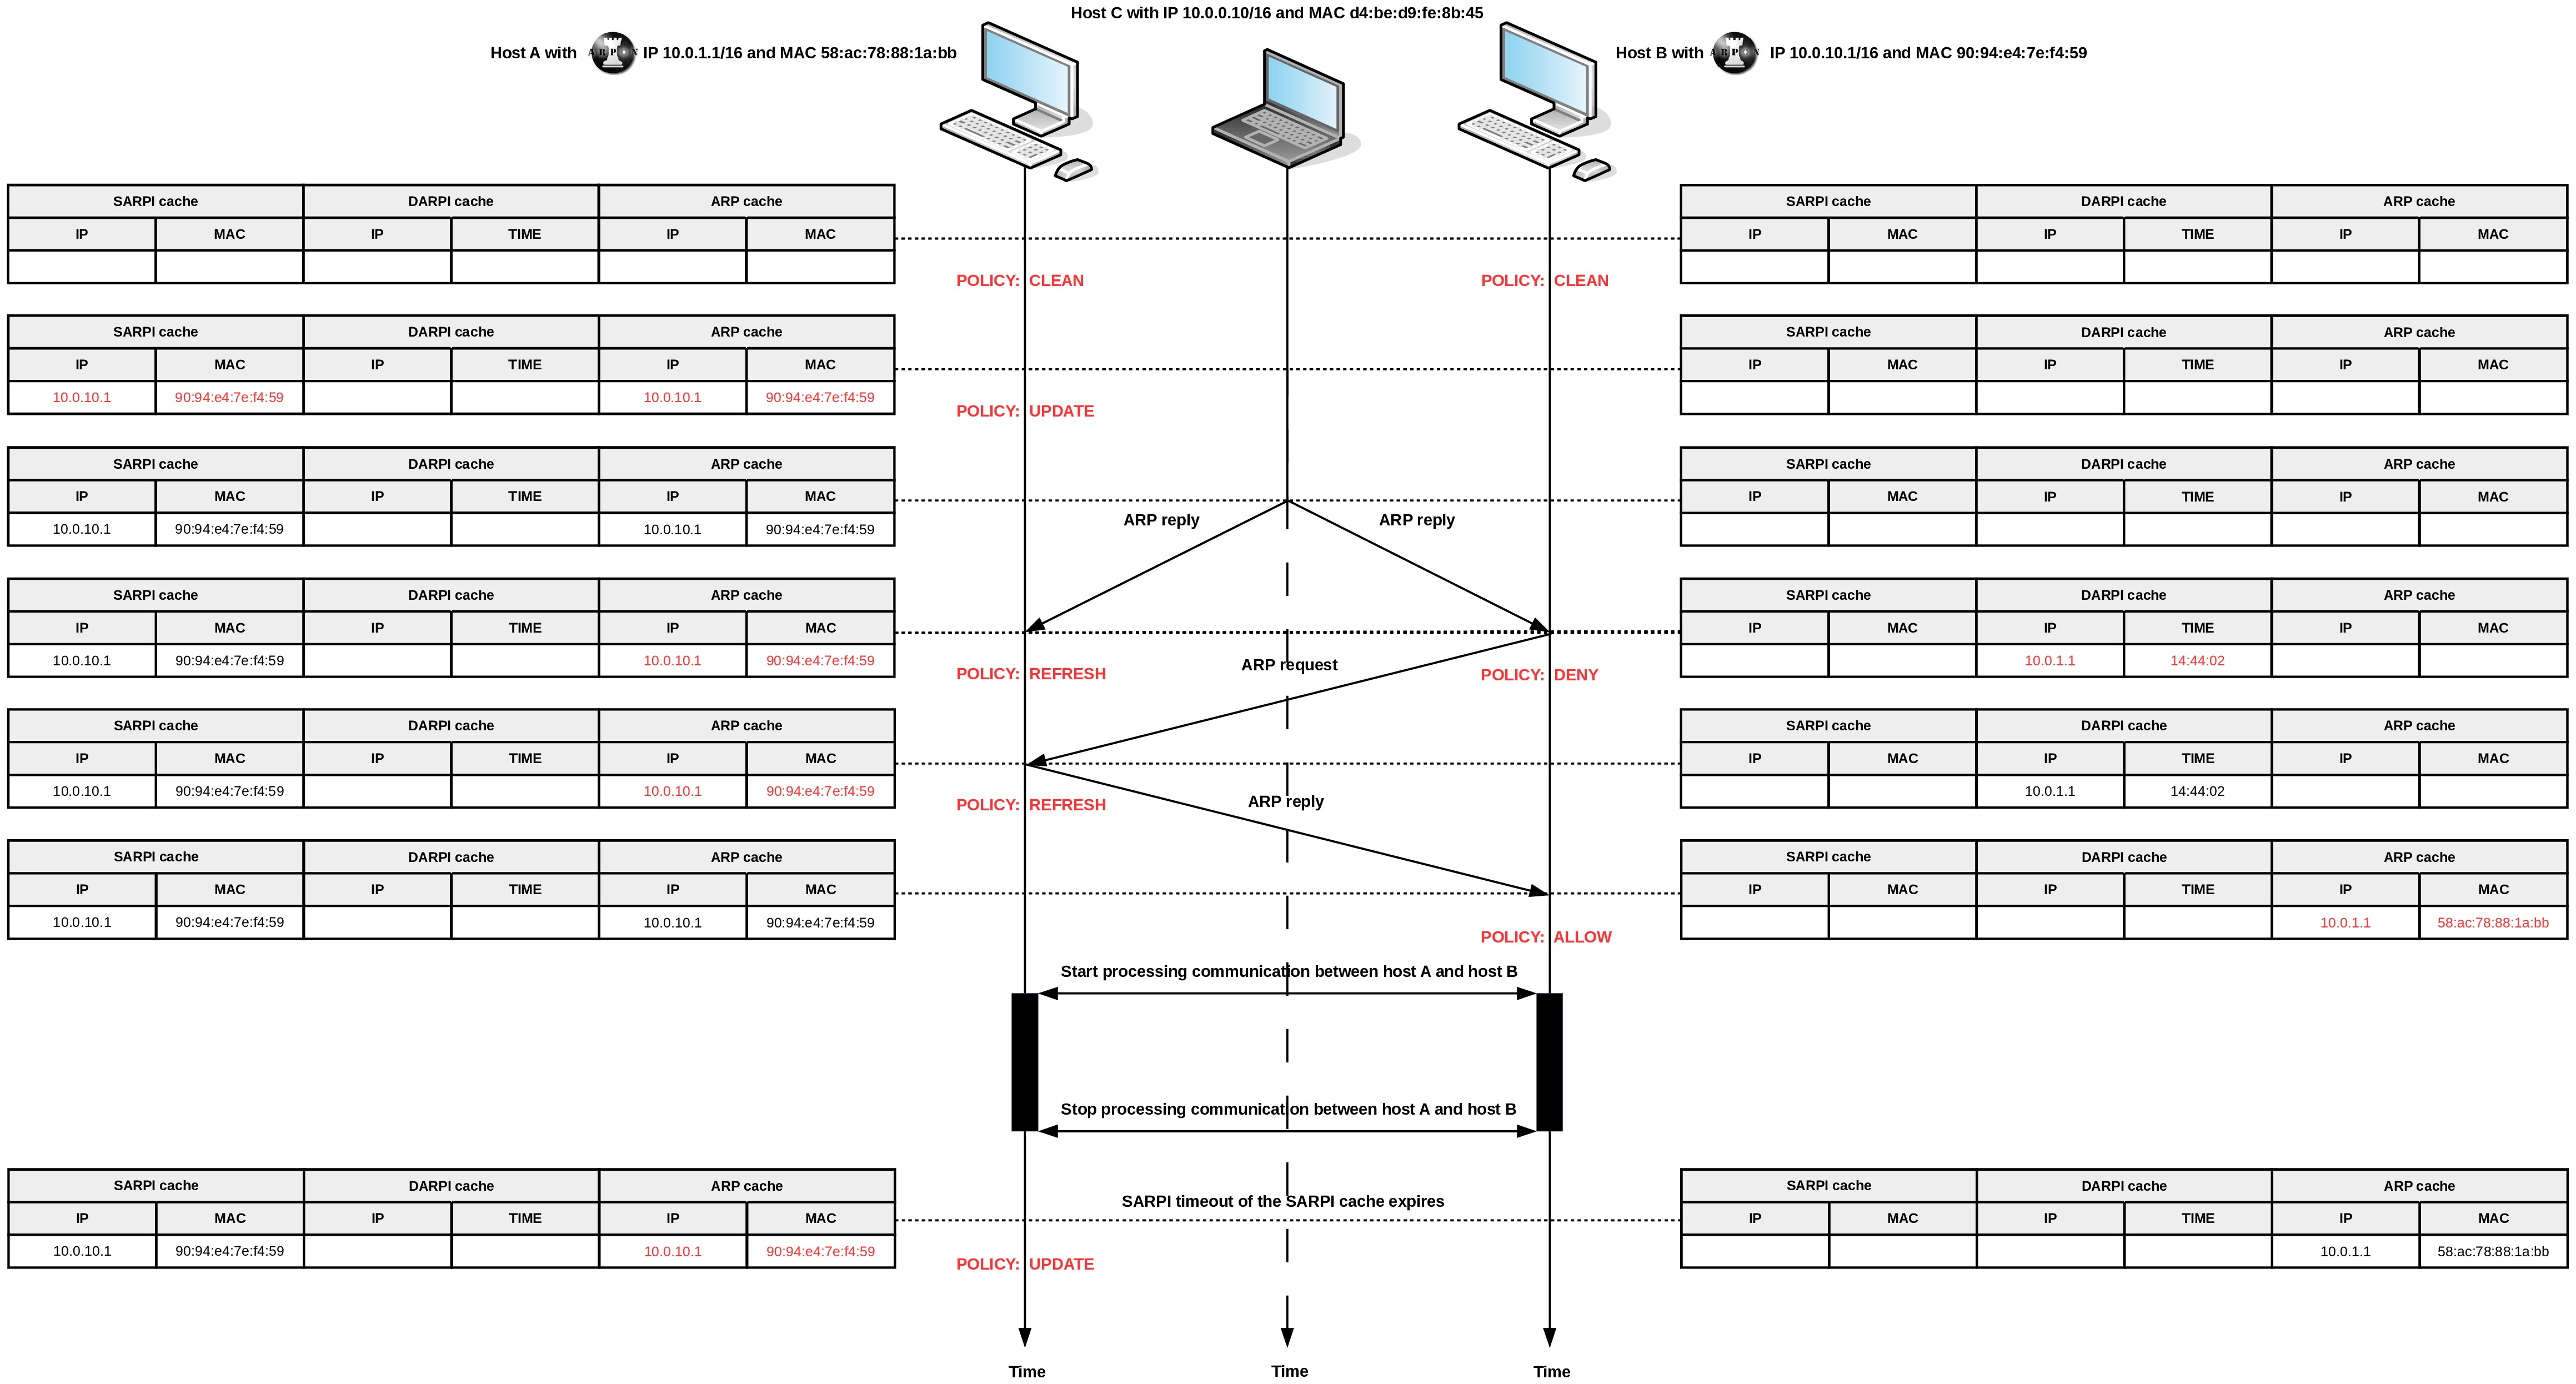 Host C with IP 10.0.0.10/16 and MAC d4:be:d9:fe:8b:45
Host A with ARPON IP 10.0.1.1/16 and MAC 58:ac:78:88:1a:bb
Host B with ARPON IP 10.0.10.1/16 and MAC 90:94:e4:7e:f4:59
SARPI cache DARPI cache ARP cache SARPI cache DARPI cache ARP cache
IP MAC IP TIME IP MAC IP MAC IP TIME IP MAC
POLICY: CLEAN POLICY: CLEAN
SARPI cache DARPI cache ARP cache SARPI cache DARPI cache ARP cache
IP MAC IP TIME IP MAC IP MAC IP TIME IP MAC
10.0.10.1 90:94:e4:7e:f4:59 10.0.10.1 90:94:e4:7e:f4:59
POLICY: UPDATE
SARPI cache DARPI cache ARP cache SARPI cache DARPI cache ARP cache
IP MAC IP TIME IP MAC IP MAC IP TIME IP MAC
ARP reply ARP reply
10.0.10.1 90:94:e4:7e:f4:59 10.0.10.1 90:94:e4:7e:f4:59
SARPI cache DARPI cache ARP cache SARPI cache DARPI cache ARP cache
IP MAC IP TIME IP MAC IP MAC IP TIME IP MAC
10.0.10.1 90:94:e4:7e:f4:59 10.0.10.1 90:94:e4:7e:f4:59 ARP request 10.0.1.1 14:44:02
POLICY: REFRESH POLICY: DENY
SARPI cache DARPI cache ARP cache SARPI cache DARPI cache ARP cache
IP MAC IP TIME IP MAC IP MAC IP TIME IP MAC
10.0.10.1 90:94:e4:7e:f4:59 10.0.10.1 90:94:e4:7e:f4:59 10.0.1.1 14:44:02
POLICY: REFRESH ARP reply
SARPI cache DARPI cache ARP cache SARPI cache DARPI cache ARP cache
IP MAC IP TIME IP MAC IP MAC IP TIME IP MAC
10.0.10.1 90:94:e4:7e:f4:59 10.0.10.1 90:94:e4:7e:f4:59 10.0.1.1 58:ac:78:88:1a:bb
POLICY: ALLOW
Start processing communication between host A and host B
Stop processing communication between host A and host B
SARPI cache DARPI cache ARP cache SARPI cache DARPI cache ARP cache
SARPI timeout of the SARPI cache expires
IP MAC IP TIME IP MAC IP MAC IP TIME IP MAC
10.0.10.1 90:94:e4:7e:f4:59 10.0.10.1 90:94:e4:7e:f4:59 10.0.1.1 58:ac:78:88:1a:bb
POLICY: UPDATE
Time Time Time